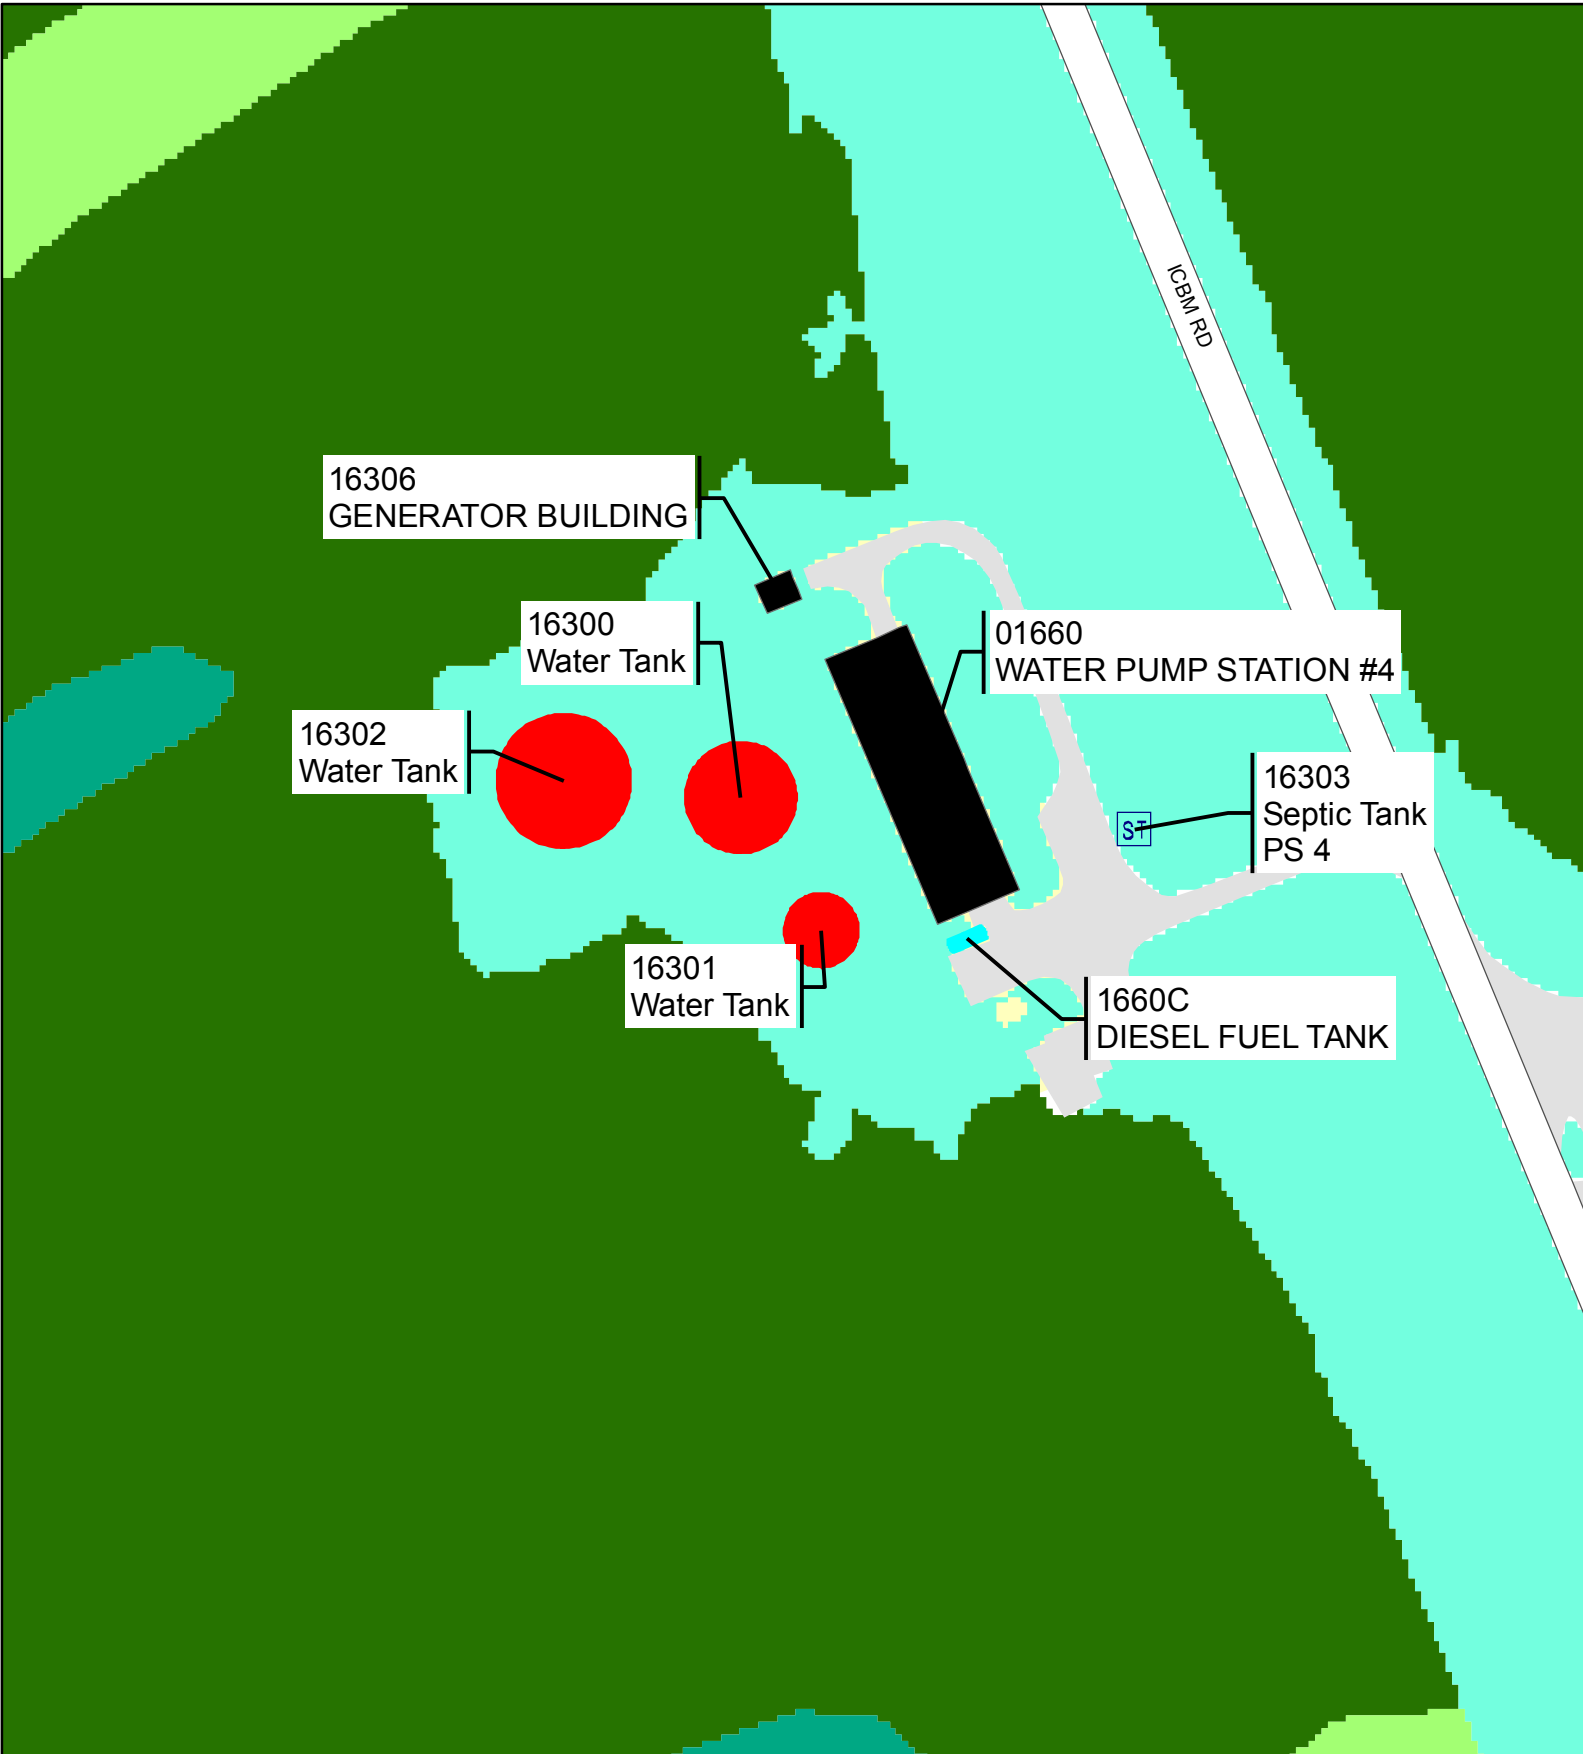 ICBM RD
16306
GENERATOR BUILDING
16300
Water Tank
01660
WATER PUMP STATION #4
16302
Water Tank
16303
Septic Tank
PS 4
ST
16301
Water Tank
1660C
DIESEL FUEL TANK